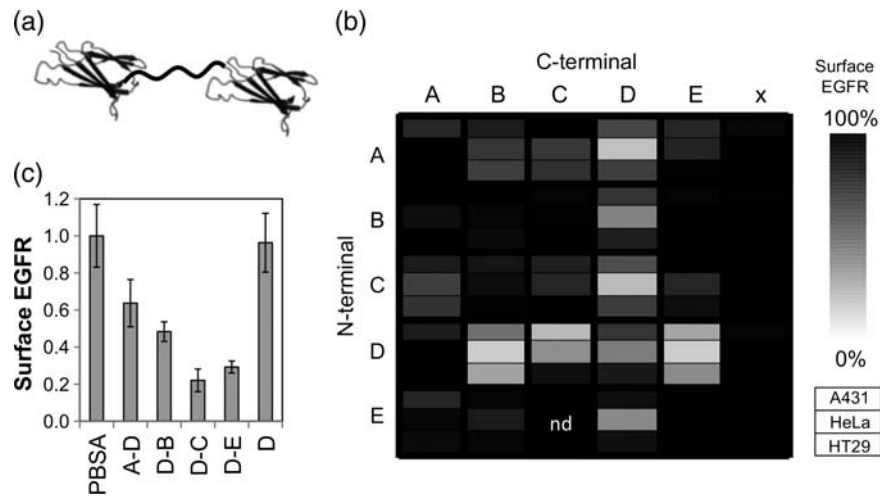 (a)
(b)
C-terminal
A B C D E x
N-terminal
A
B
C
D
E
nd
Surface
EGFR
100%
0%
A431
HeLa
HT29
(c)
Surface EGFR
1.2
1.0
0.8
0.6
0.4
0.2
0.0
PBSA
A-D
D-B
D-C
D-E
D